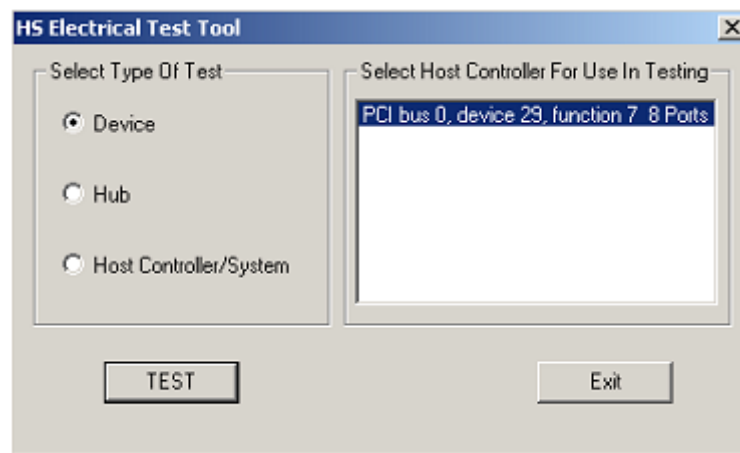 HS Electrical Test Tool
Select Type Of Test
Device
Hub
Host Controller/System
Select Host Controller For Use In Testing
PCI bus 0, device 29, function 7 8 Ports
TEST
Exit